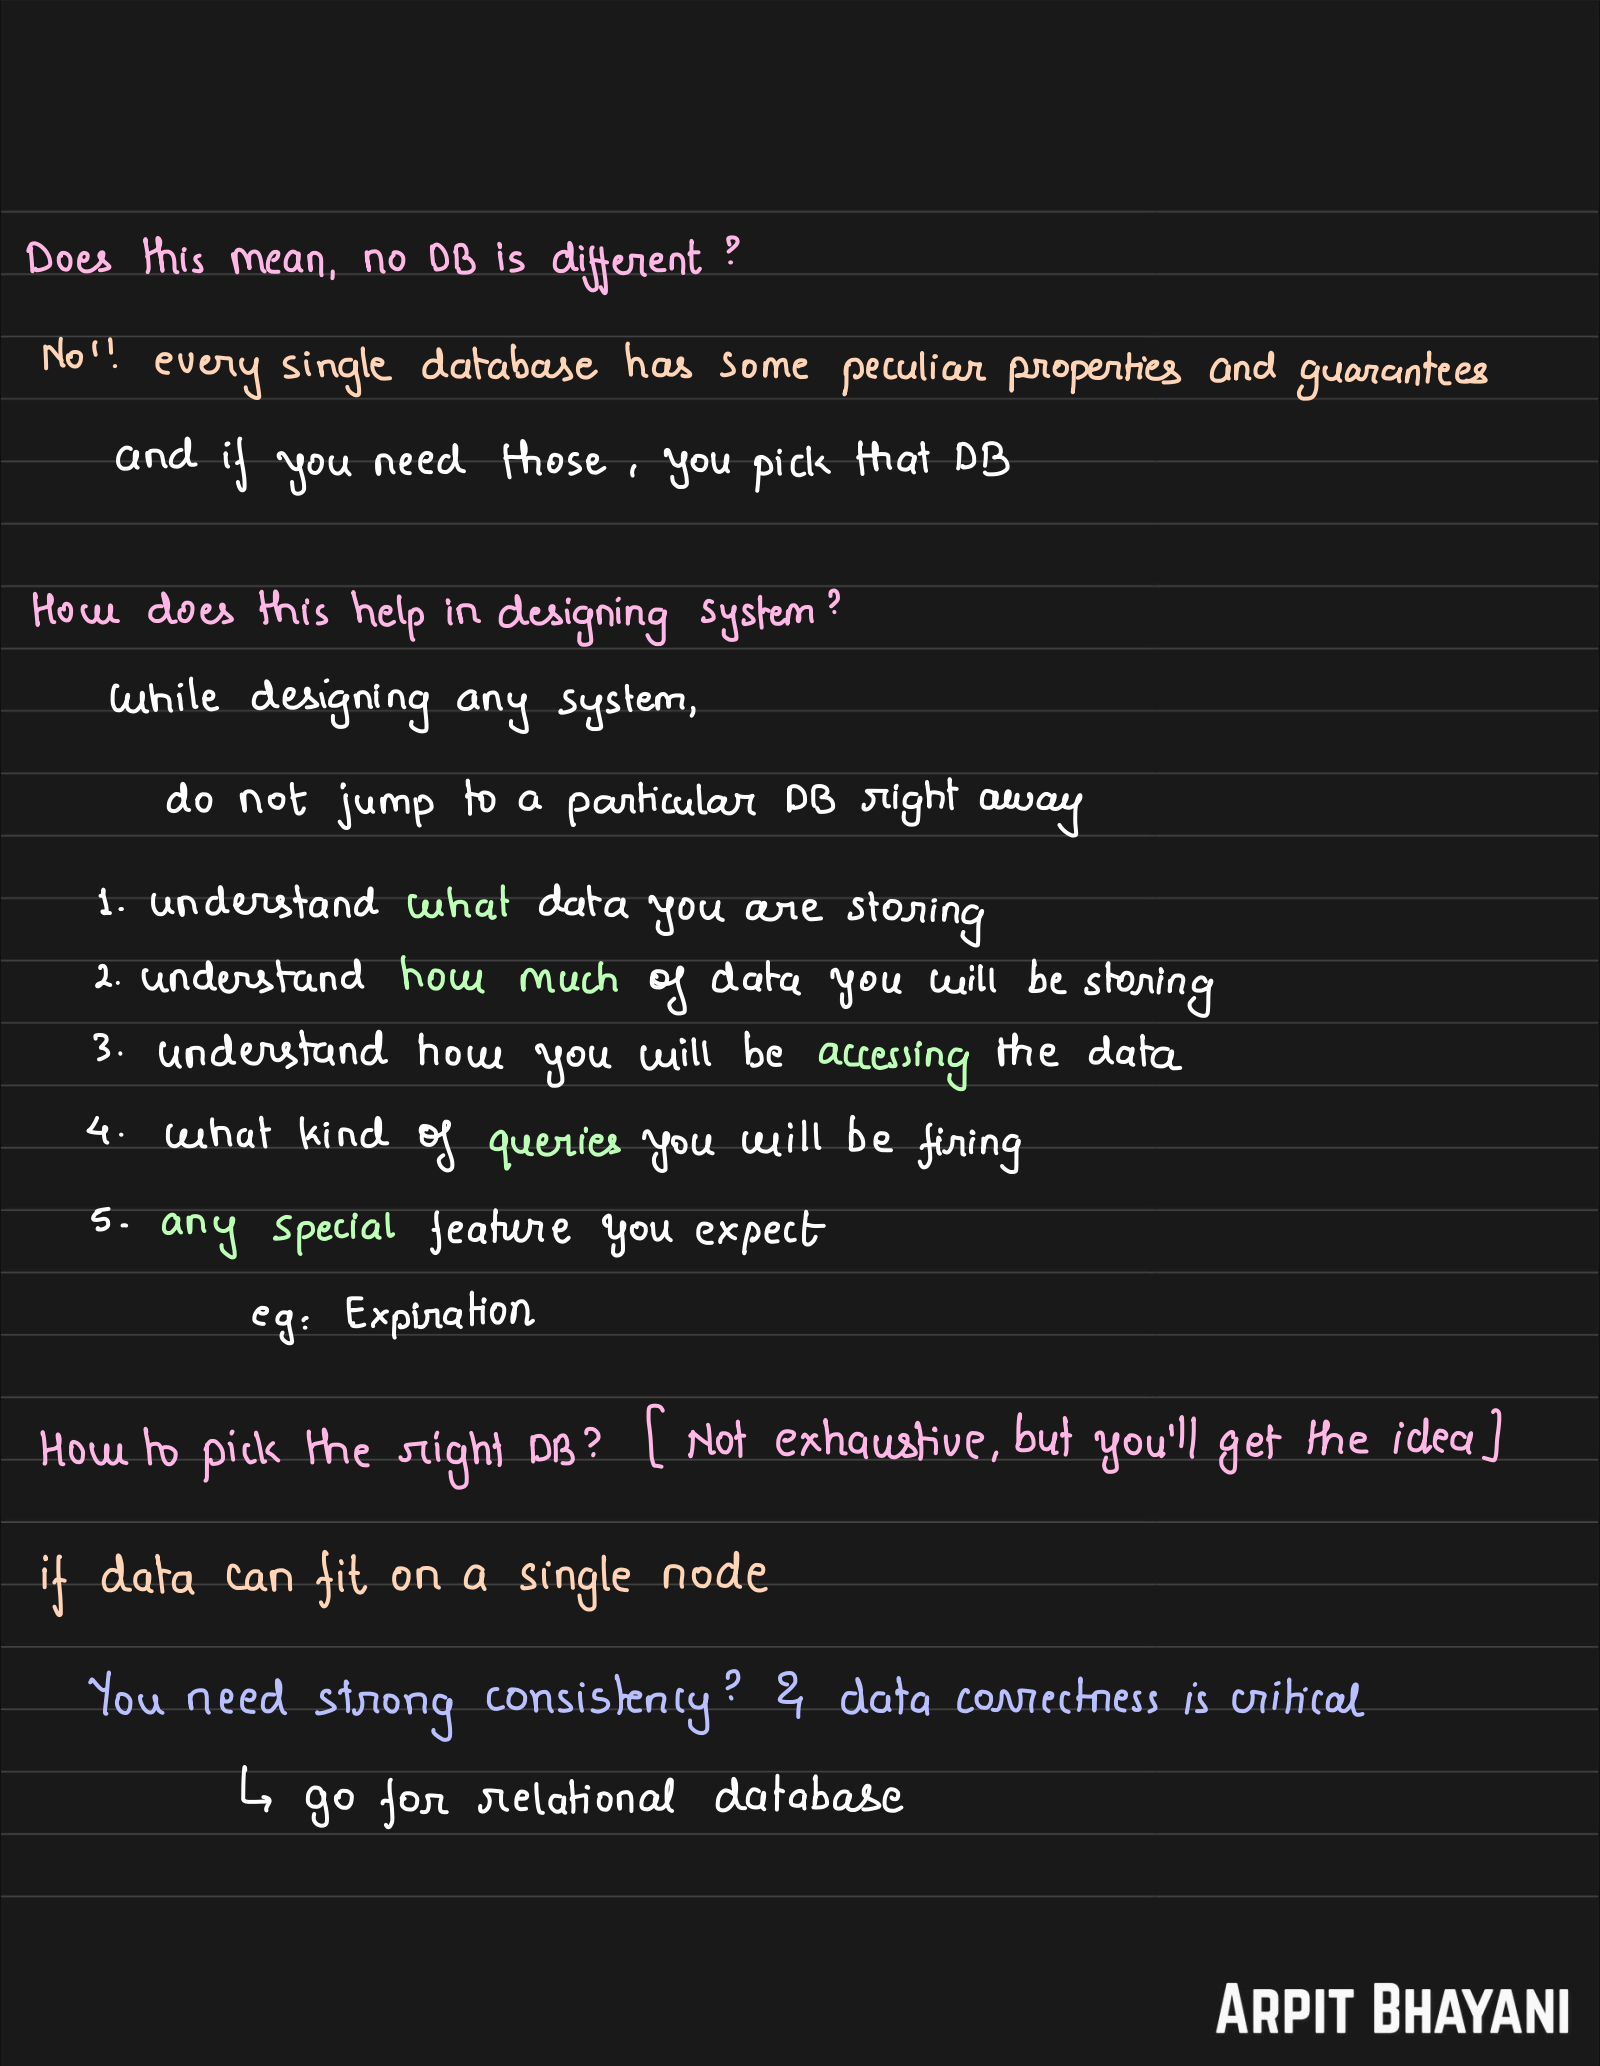 Does this mean, no DB is different ?
No!! every single database has some peculiar properties and guarantees
and if you need those, you pick that DB
How does this help in designing system?
While designing any system,
do not jump to a particular DB right away
1. understand what data you are storing
2. understand how much of data you will be storing
3. understand how you will be accessing the data
4. what kind of queries you will be firing
5. any special feature you expect
eg: Expiration
How to pick the right DB? [ Not exhaustive, but you'll get the idea ]
if data can fit on a single node
You need strong consistency? & data correctness is critical
↳ go for relational database
ARPIT BHAYANI